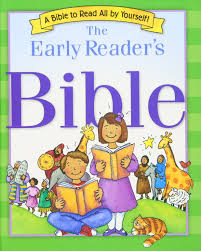 A Bible to Read All by Yourself!
The
Early Reader's
Bible